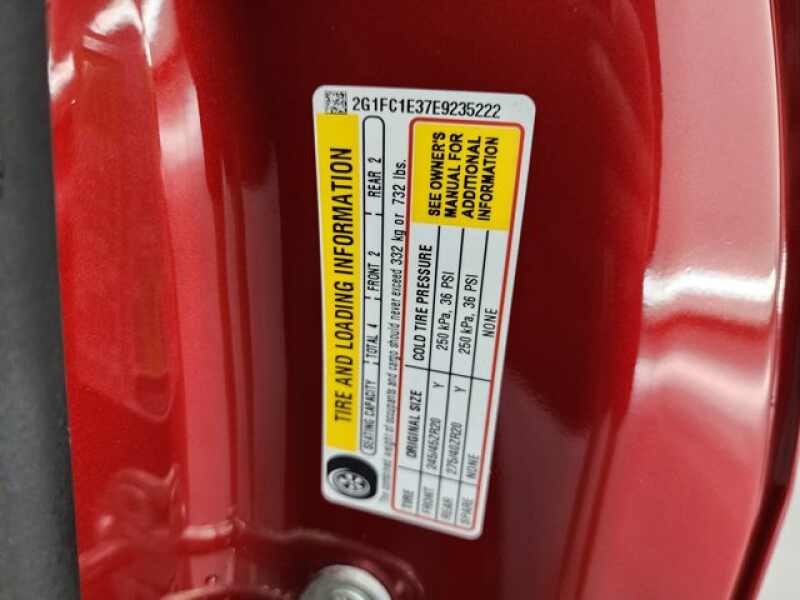 2G1FC1E37E9235222
TIRE AND LOADING INFORMATION
SEATING CAPACITY TOTAL 4 FRONT 2 REAR 2
The combined weight of occupants and cargo should never exceed 332 kg or 732 lbs.
TIRE ORIGINAL SIZE COLD TIRE PRESSURE
FRONT 245/45ZR20 Y 250 kPa, 36 PSI
REAR 275/40ZR20 Y 250 kPa, 36 PSI
SPARE NONE NONE
SEE OWNER'S
MANUAL FOR
ADDITIONAL
INFORMATION